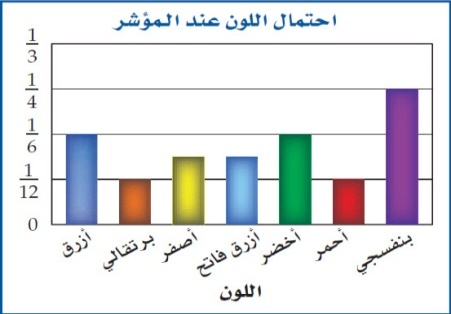 احتمال اللون عند المؤشر
1/3
1/4
1/6
1/12
0
أزرق
برتقالي
أصفر
أزرق فاتح
أخضر
أحمر
بنفسجي
اللون